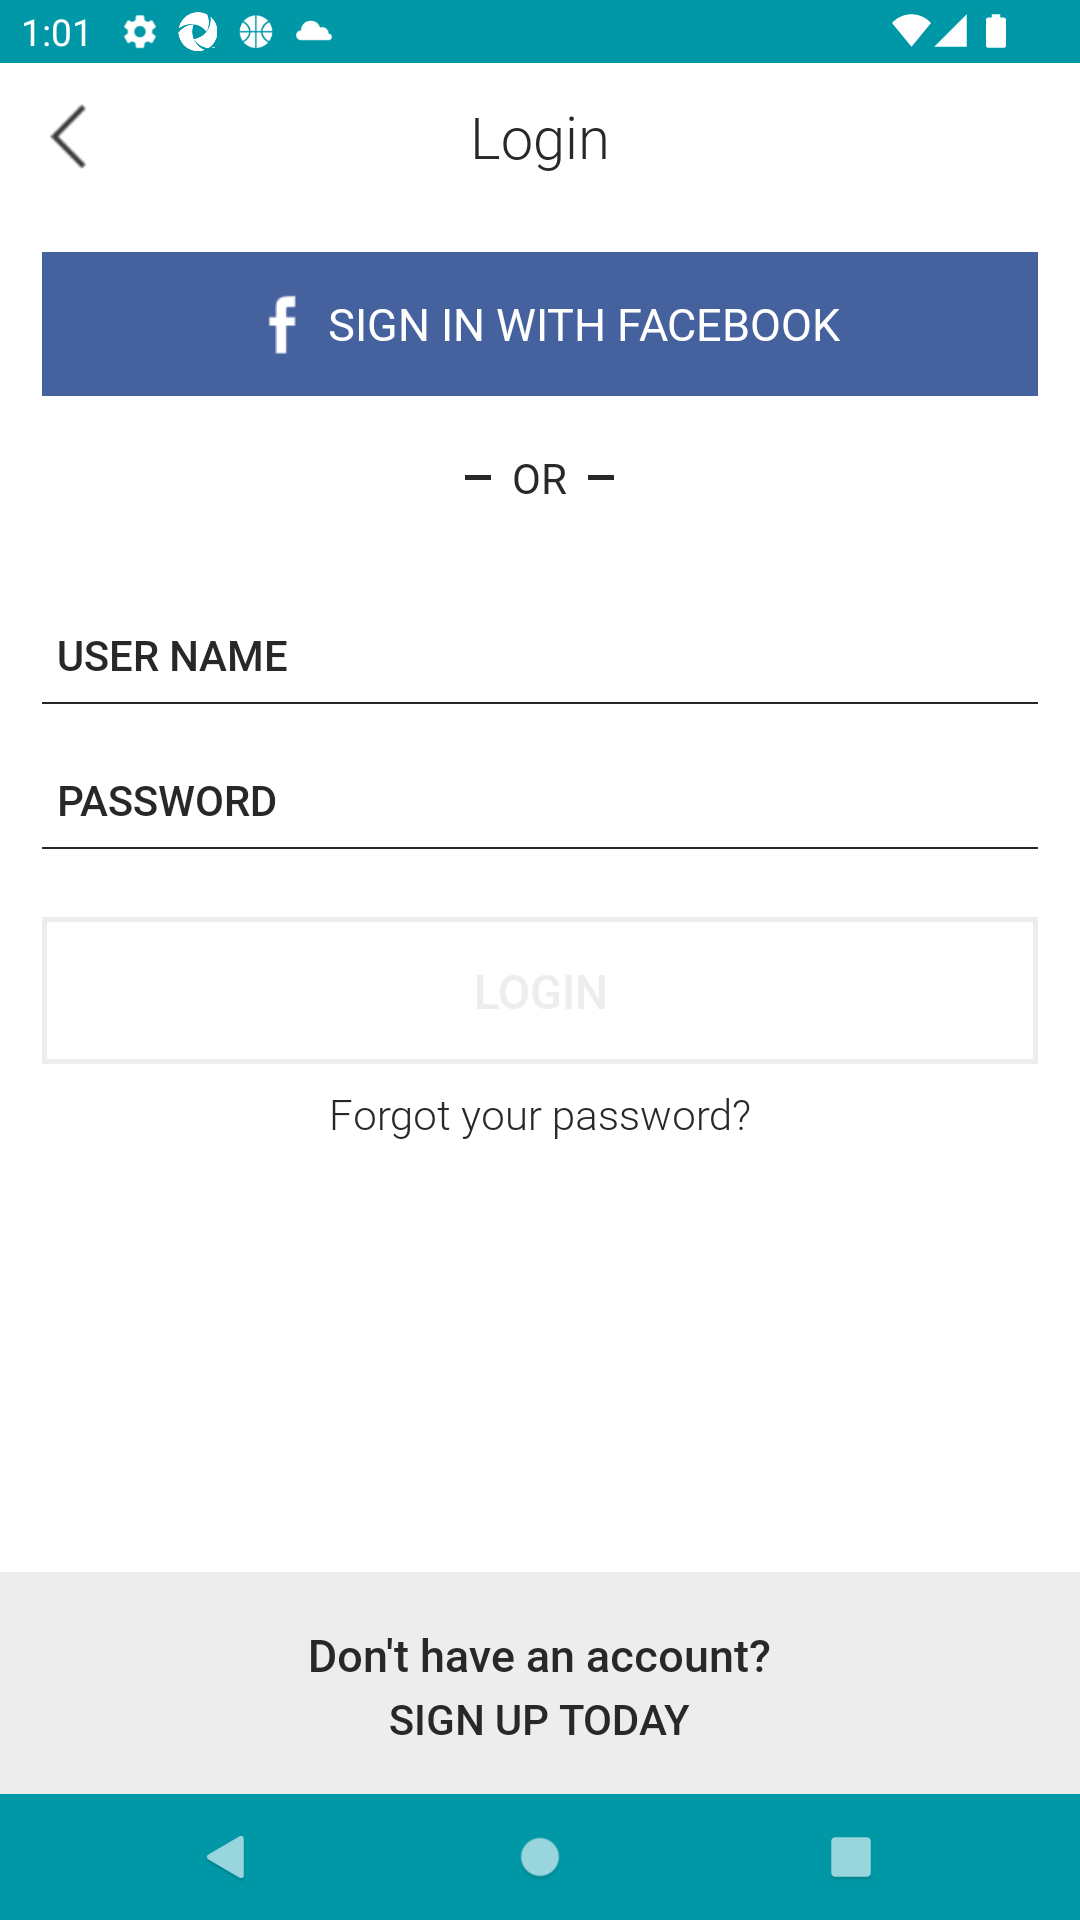 1:01
Login
SIGN IN WITH FACEBOOK
– OR –
USER NAME
PASSWORD
LOGIN
Forgot your password?
Don't have an account?
SIGN UP TODAY